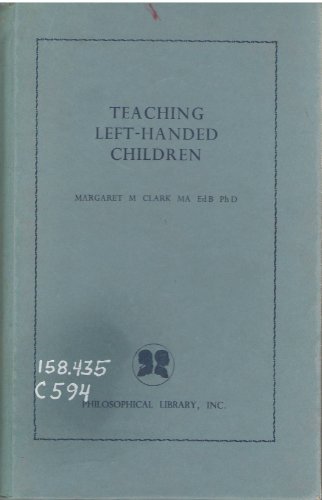 TEACHING
LEFT-HANDED
CHILDREN
MARGARET M CLARK MA EdB PhD
158.435
C594
PHILOSOPHICAL LIBRARY, INC.